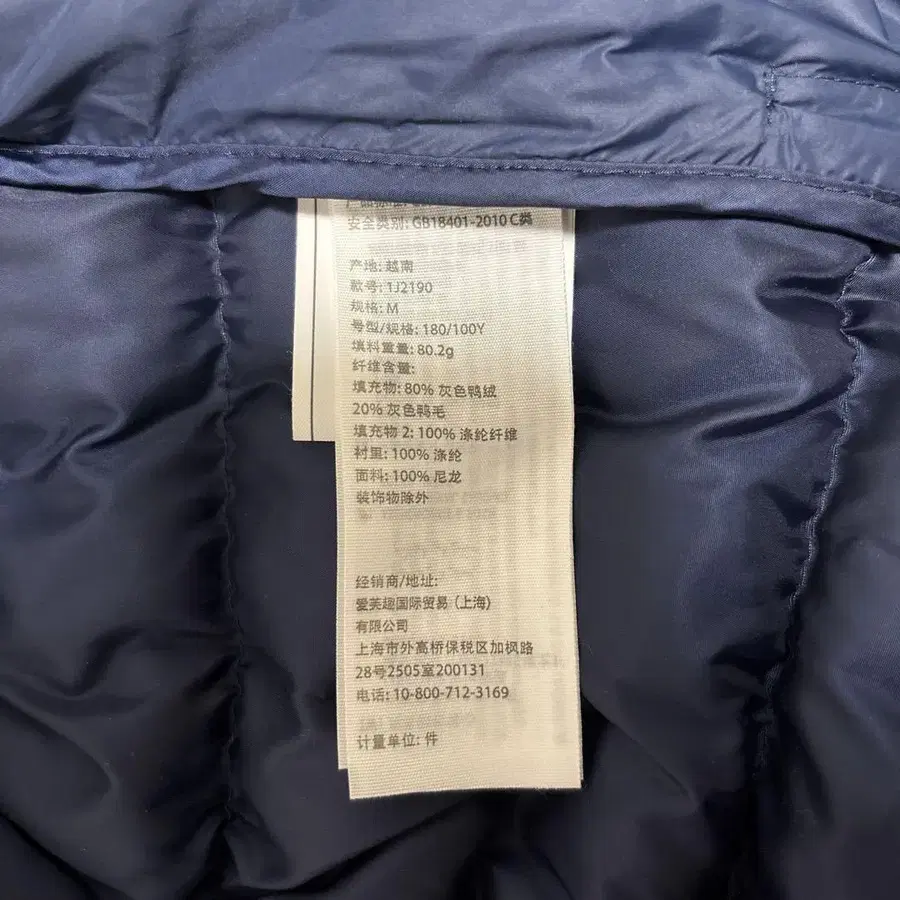 安全类别: GB18401-2010 C类
产地: 越南
款号: 1J2190
规格: M
号型/规格: 180/100Y
填料重量: 80.2g
纤维含量:
填充物: 80% 灰色鸭绒
20% 灰色鸭毛
填充物 2: 100% 涤纶纤维
衬里: 100% 涤纶
面料: 100% 尼龙
装饰物除外
经销商/地址:
爱芙趣国际贸易 (上海)
有限公司
上海市外高桥保税区加枫路
28号2505室200131
电话: 10-800-712-3169
计量单位: 件